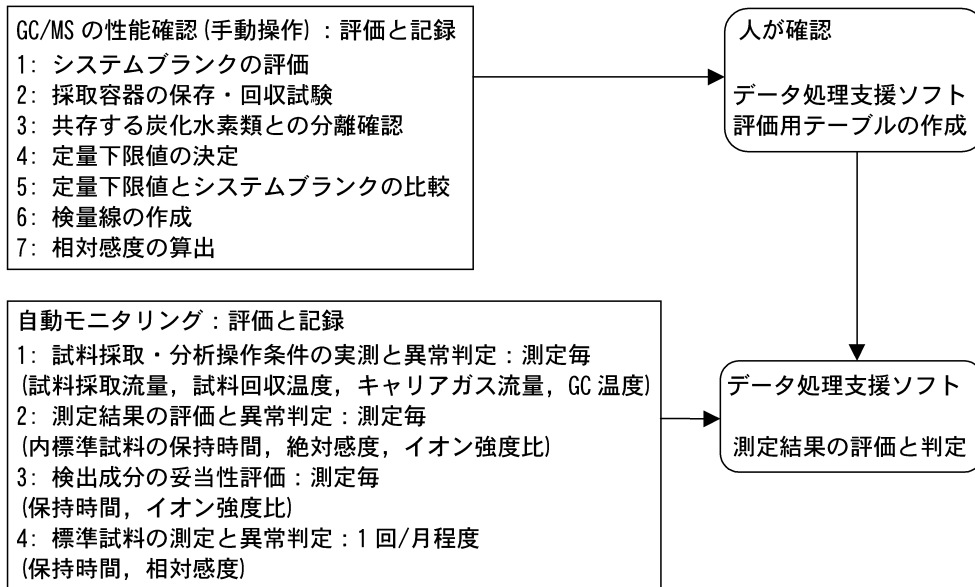 GC/MS の性能確認(手動操作):評価と記録
1: システムブランクの評価
2: 採取容器の保存・回収試験
3: 共存する炭化水素類との分離確認
4: 定量下限値の決定
5: 定量下限値とシステムブランクの比較
6: 検量線の作成
7: 相対感度の算出
人が確認
データ処理支援ソフト
評価用テーブルの作成
自動モニタリング:評価と記録
1: 試料採取・分析操作条件の実測と異常判定:測定毎
(試料採取流量,試料回収温度,キャリアガス流量,GC 温度)
2: 測定結果の評価と異常判定:測定毎
(内標準試料の保持時間,絶対感度,イオン強度比)
3: 検出成分の妥当性評価:測定毎
(保持時間,イオン強度比)
4: 標準試料の測定と異常判定:1 回/月程度
(保持時間,相対感度)
データ処理支援ソフト
測定結果の評価と判定